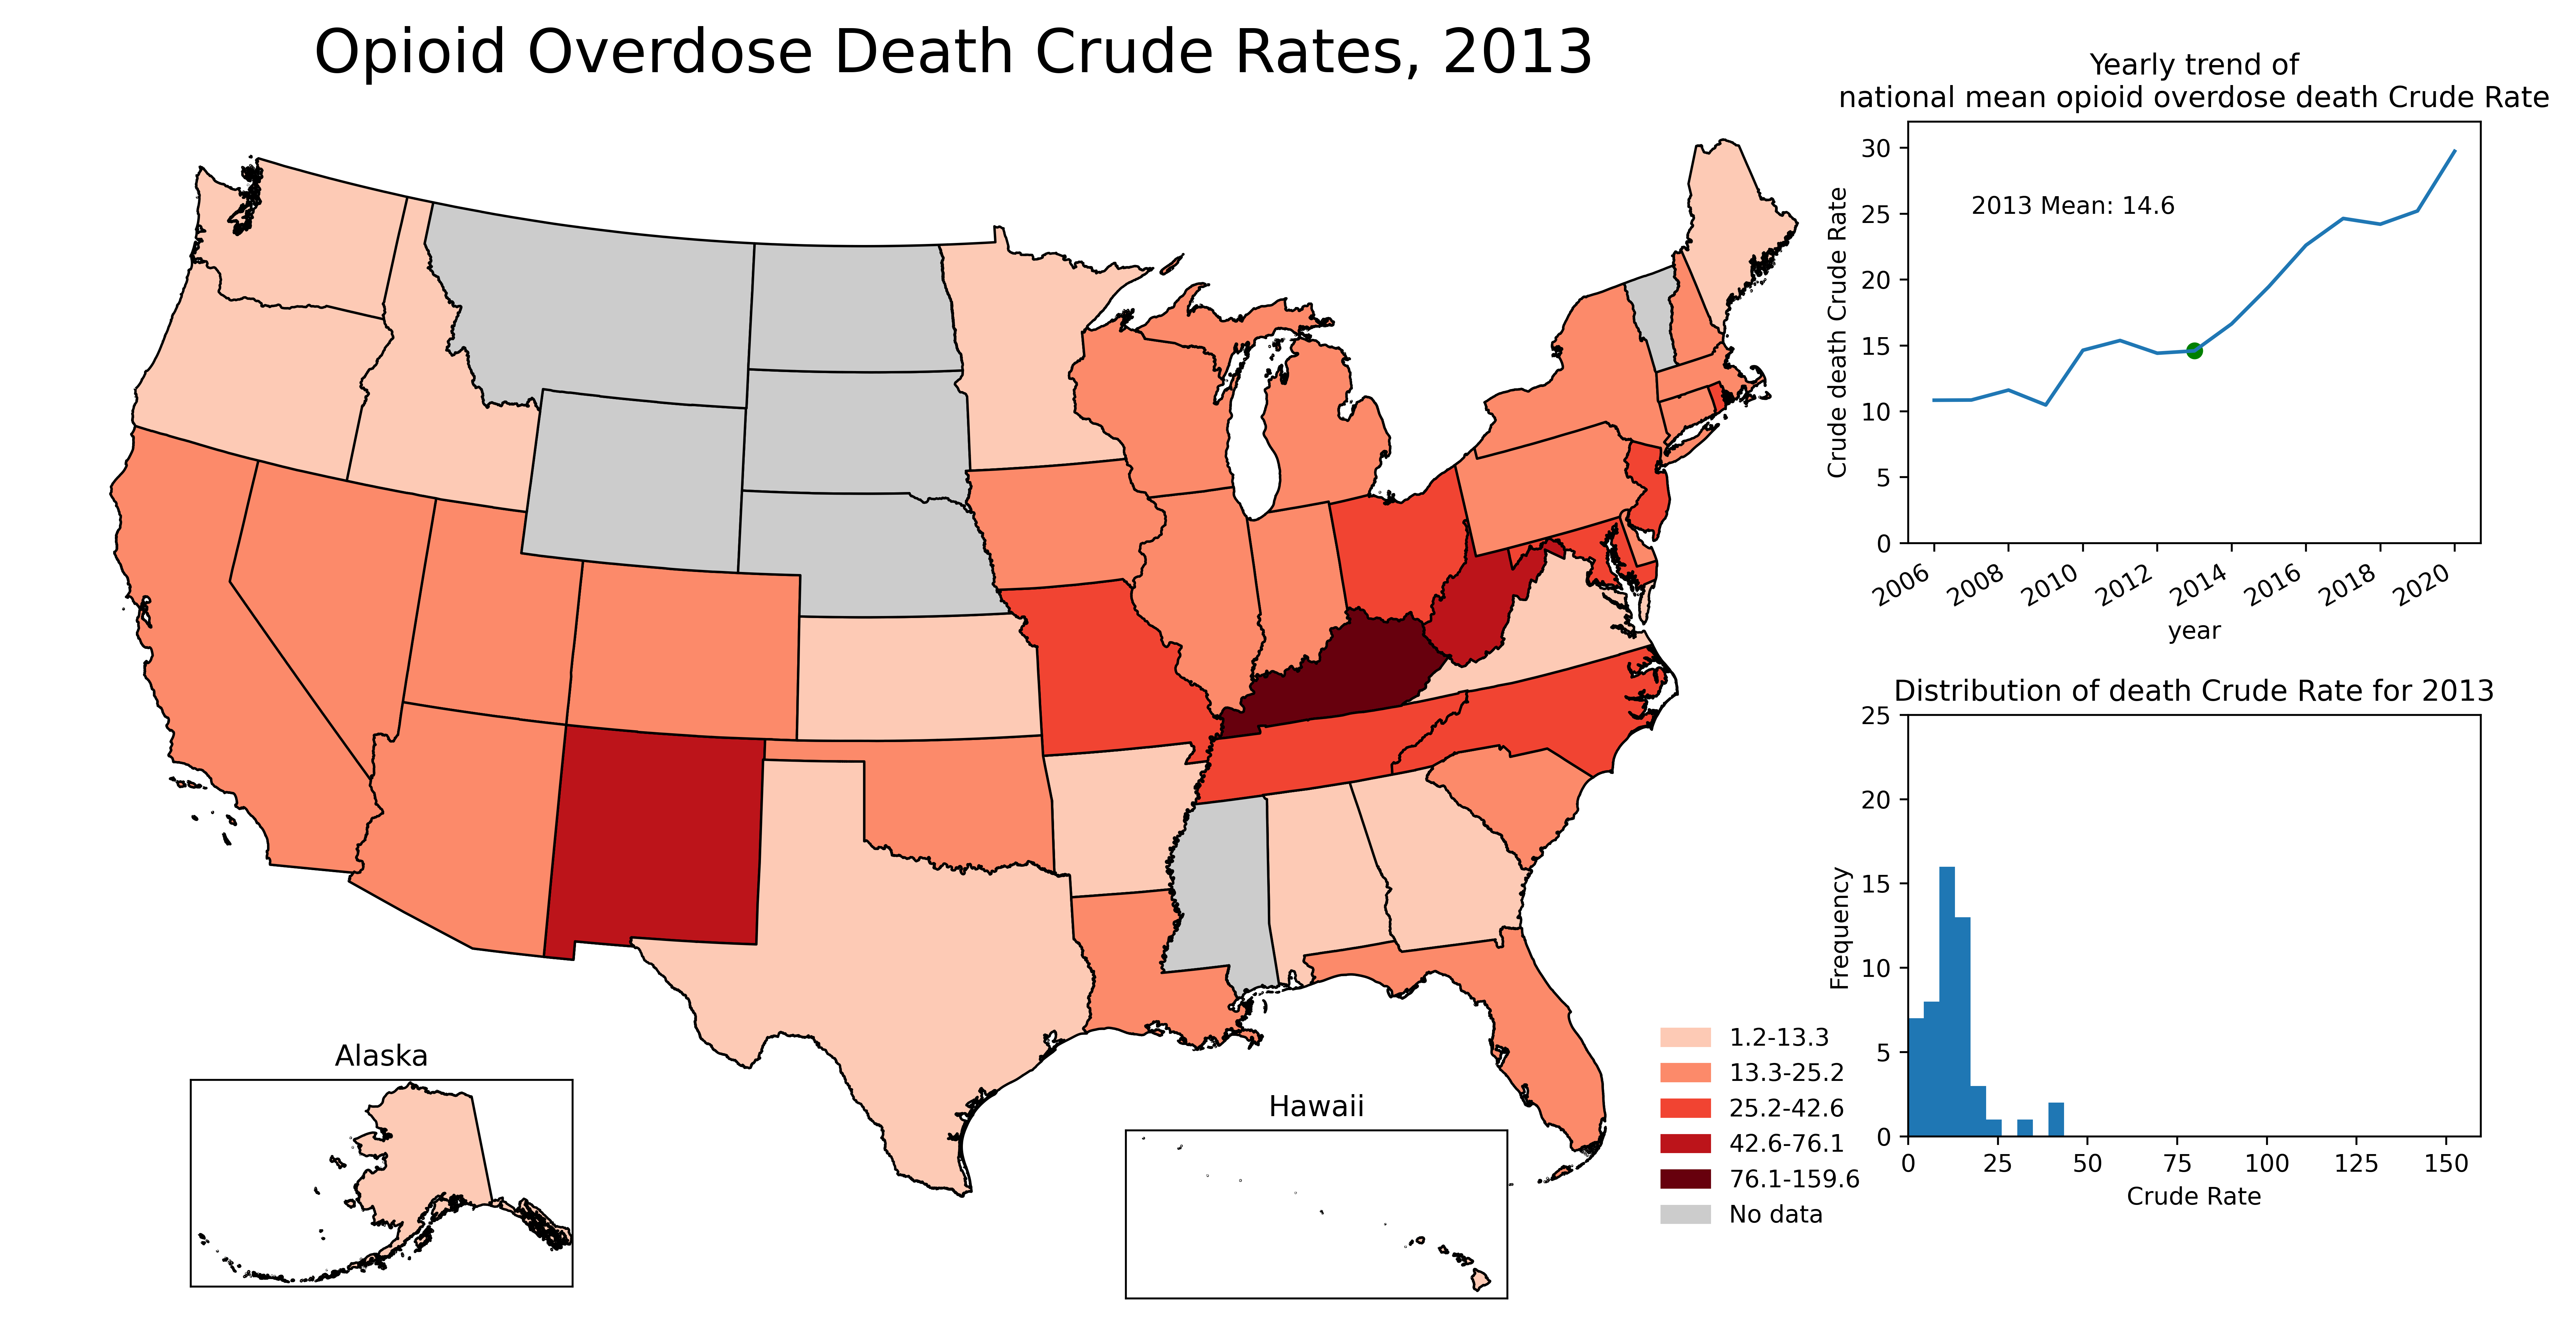 Opioid Overdose Death Crude Rates, 2013
Yearly trend of
national mean opioid overdose death Crude Rate
30
25
20
15
10
5
0
Crude death Crude Rate
2013 Mean: 14.6
2006
2008
2010
2012
2014
2016
2018
2020
year
Distribution of death Crude Rate for 2013
25
20
15
10
5
0
Frequency
0
25
50
75
100
125
150
Crude Rate
Alaska
Hawaii
1.2-13.3
13.3-25.2
25.2-42.6
42.6-76.1
76.1-159.6
No data